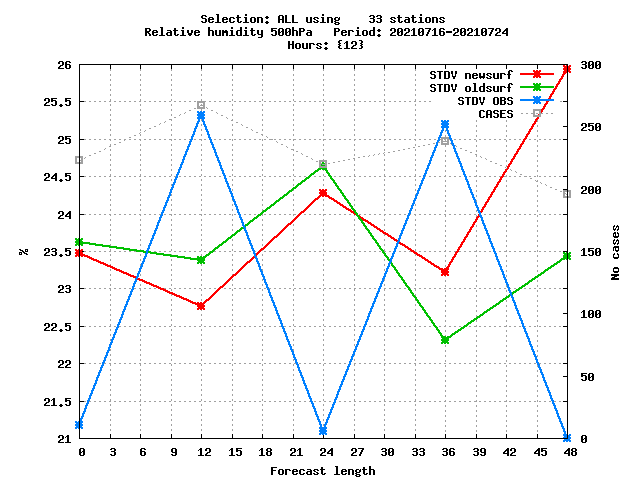 Selection: ALL using    33 stations
Relative humidity 500hPa   Period: 20210716-20210724
Hours: {12}
26
25.5
25
24.5
24
23.5
23
22.5
22
21.5
21
%
STDV newsurf
STDV oldsurf
STDV OBS
CASES
300
250
200
150
100
50
0
No cases
0 3 6 9 12 15 18 21 24 27 30 33 36 39 42 45 48
Forecast length